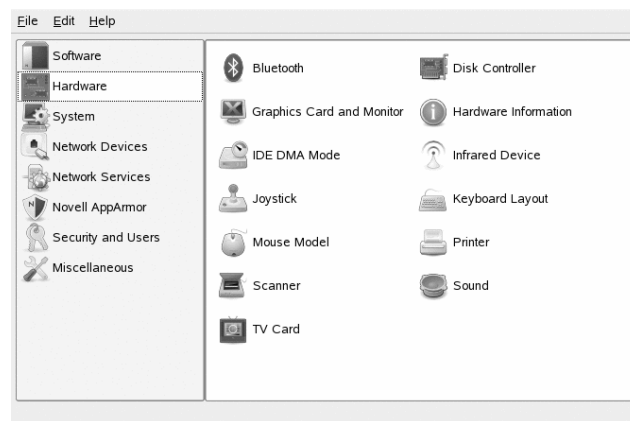 File Edit Help
Software
Hardware
System
Network Devices
Network Services
Novell AppArmor
Security and Users
Miscellaneous
Bluetooth
Disk Controller
Graphics Card and Monitor
Hardware Information
IDE DMA Mode
Infrared Device
Joystick
Keyboard Layout
Mouse Model
Printer
Scanner
Sound
TV Card